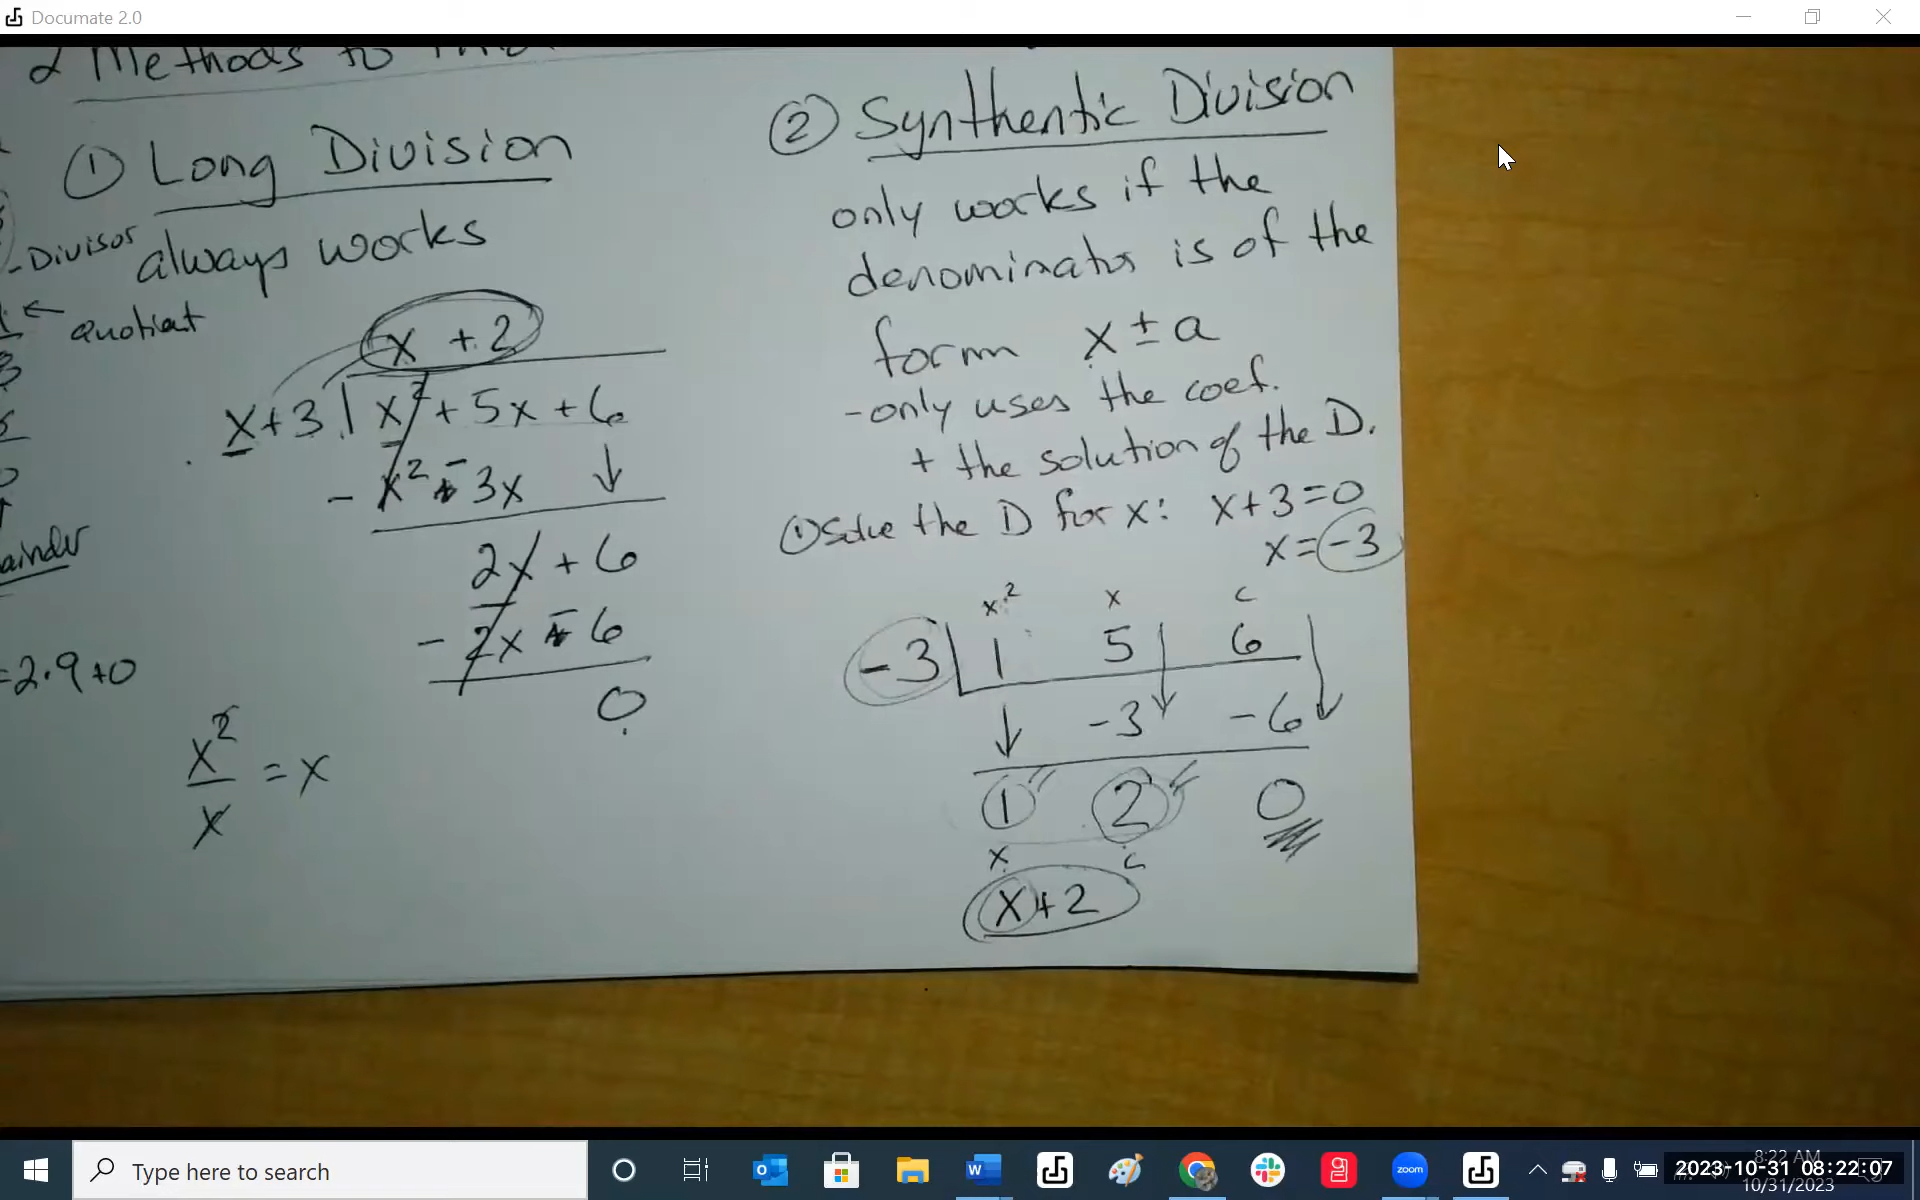 Documate 2.0
2 Methods to
① Long Division
- Divisor always works
← Quotient
x + 2
x+3 x² + 5x + 6
- x² - 3x ↓
2x + 6
- 2x - 6
0
ainder
=2·9+0
x²
x
= x
② Synthentic Division
only works if the
denominator is of the
form x ± a
- only uses the coef.
+ the solution of the D.
① Solve the D for x: x+3=0
x = -3
x² x c
-3 1 5 6
↓ -3 -6
1 2 0
x c
x+2
Type here to search
zoom
8:22 AM
2023-10-31 08:22:07
10/31/2023